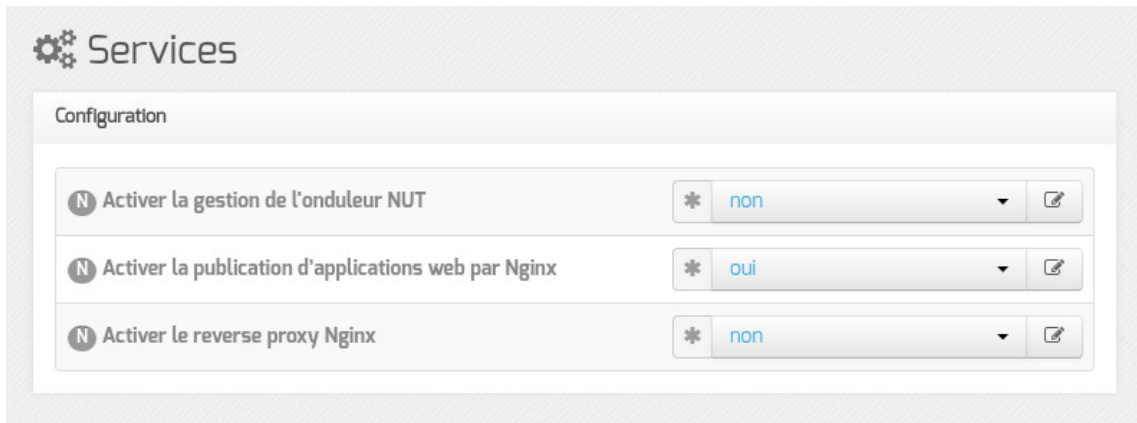 Services
Configuration
N Activer la gestion de l'onduleur NUT * non
N Activer la publication d'applications web par Nginx * oui
N Activer le reverse proxy Nginx * non